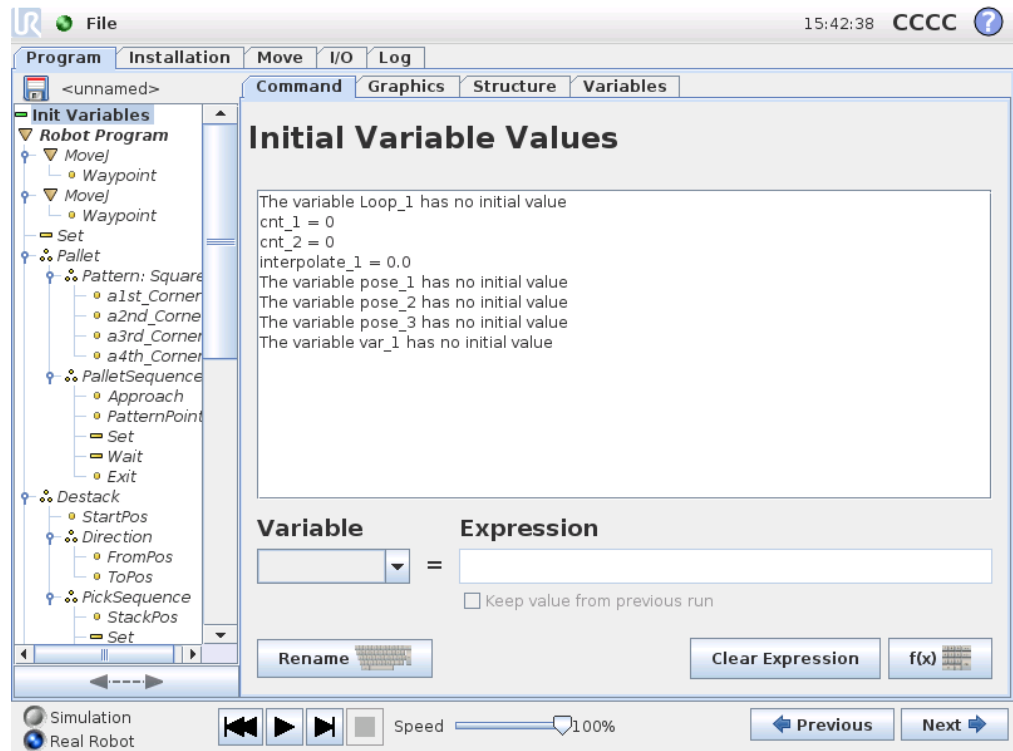 UR File 15:42:38 CCCC ?
Program Installation Move I/O Log
<unnamed>
Command Graphics Structure Variables
Init Variables
Robot Program
MoveJ
Waypoint
MoveJ
Waypoint
Set
Pallet
Pattern: Square
a1st_Corner
a2nd_Corne
a3rd_Corner
a4th_Corner
PalletSequence
Approach
PatternPoint
Set
Wait
Exit
Destack
StartPos
Direction
FromPos
ToPos
PickSequence
StackPos
Set
Initial Variable Values
The variable Loop_1 has no initial value
cnt_1 = 0
cnt_2 = 0
interpolate_1 = 0.0
The variable pose_1 has no initial value
The variable pose_2 has no initial value
The variable pose_3 has no initial value
The variable var_1 has no initial value
Variable Expression
=
Keep value from previous run
Rename Clear Expression f(x)
Simulation
Real Robot
Speed 100%
Previous Next